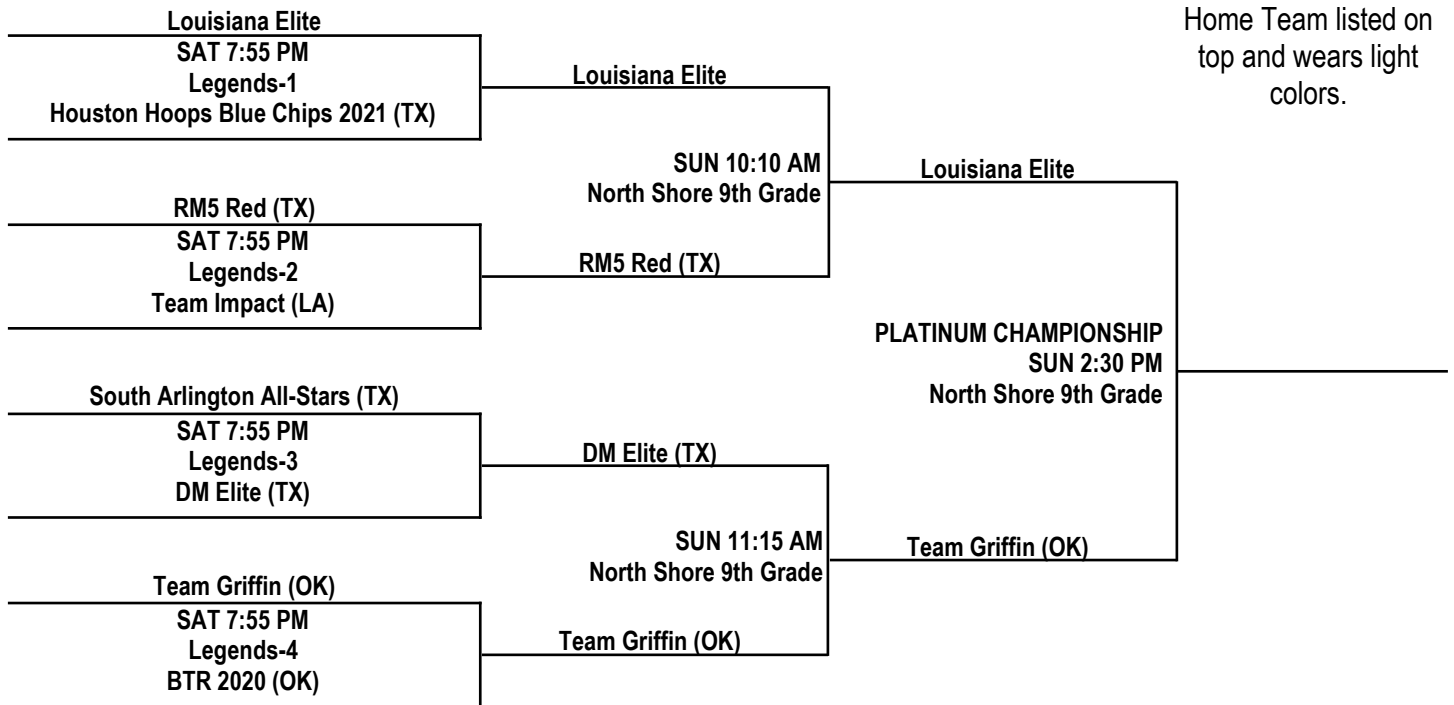 Louisiana Elite
SAT 7:55 PM
Legends-1
Houston Hoops Blue Chips 2021 (TX)
RM5 Red (TX)
SAT 7:55 PM
Legends-2
Team Impact (LA)
South Arlington All-Stars (TX)
SAT 7:55 PM
Legends-3
DM Elite (TX)
Team Griffin (OK)
SAT 7:55 PM
Legends-4
BTR 2020 (OK)
Louisiana Elite
SUN 10:10 AM
North Shore 9th Grade
RM5 Red (TX)
DM Elite (TX)
SUN 11:15 AM
North Shore 9th Grade
Team Griffin (OK)
Louisiana Elite
PLATINUM CHAMPIONSHIP
SUN 2:30 PM
North Shore 9th Grade
Team Griffin (OK)
Home Team listed on
top and wears light
colors.